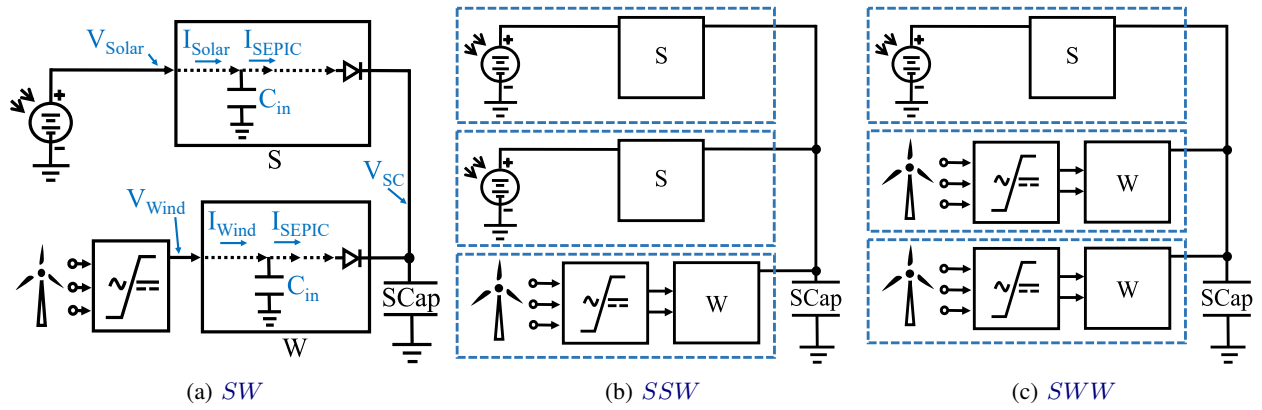 V_Solar
I_Solar
I_SEPIC
+
-
C_in
S
V_SC
V_Wind
I_Wind
I_SEPIC
C_in
SCap
W
(a) SW
+
-
S
+
-
S
W
SCap
(b) SSW
+
-
S
W
W
SCap
(c) SWW